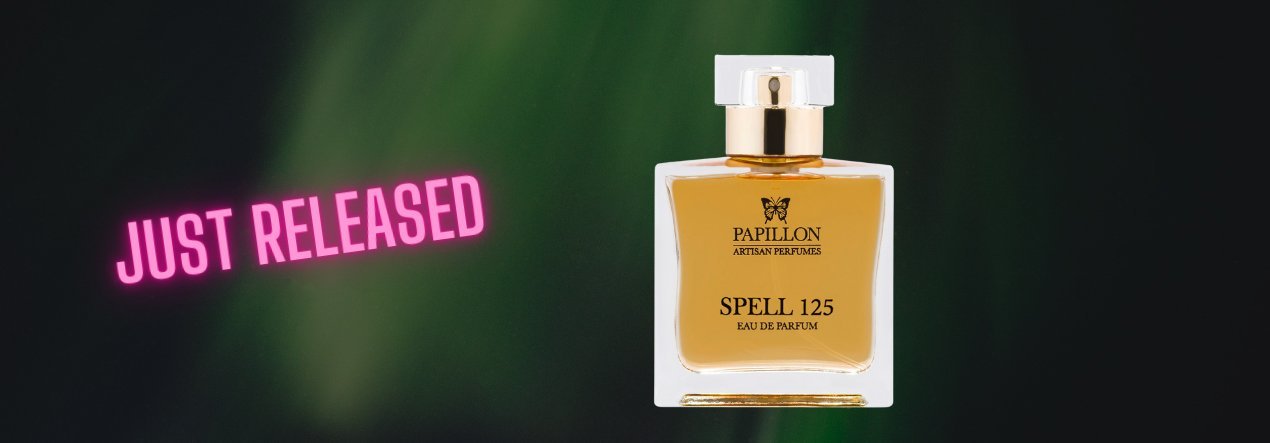 JUST RELEASED
PAPILLON
ARTISAN PERFUMES
SPELL 125
EAU DE PARFUM